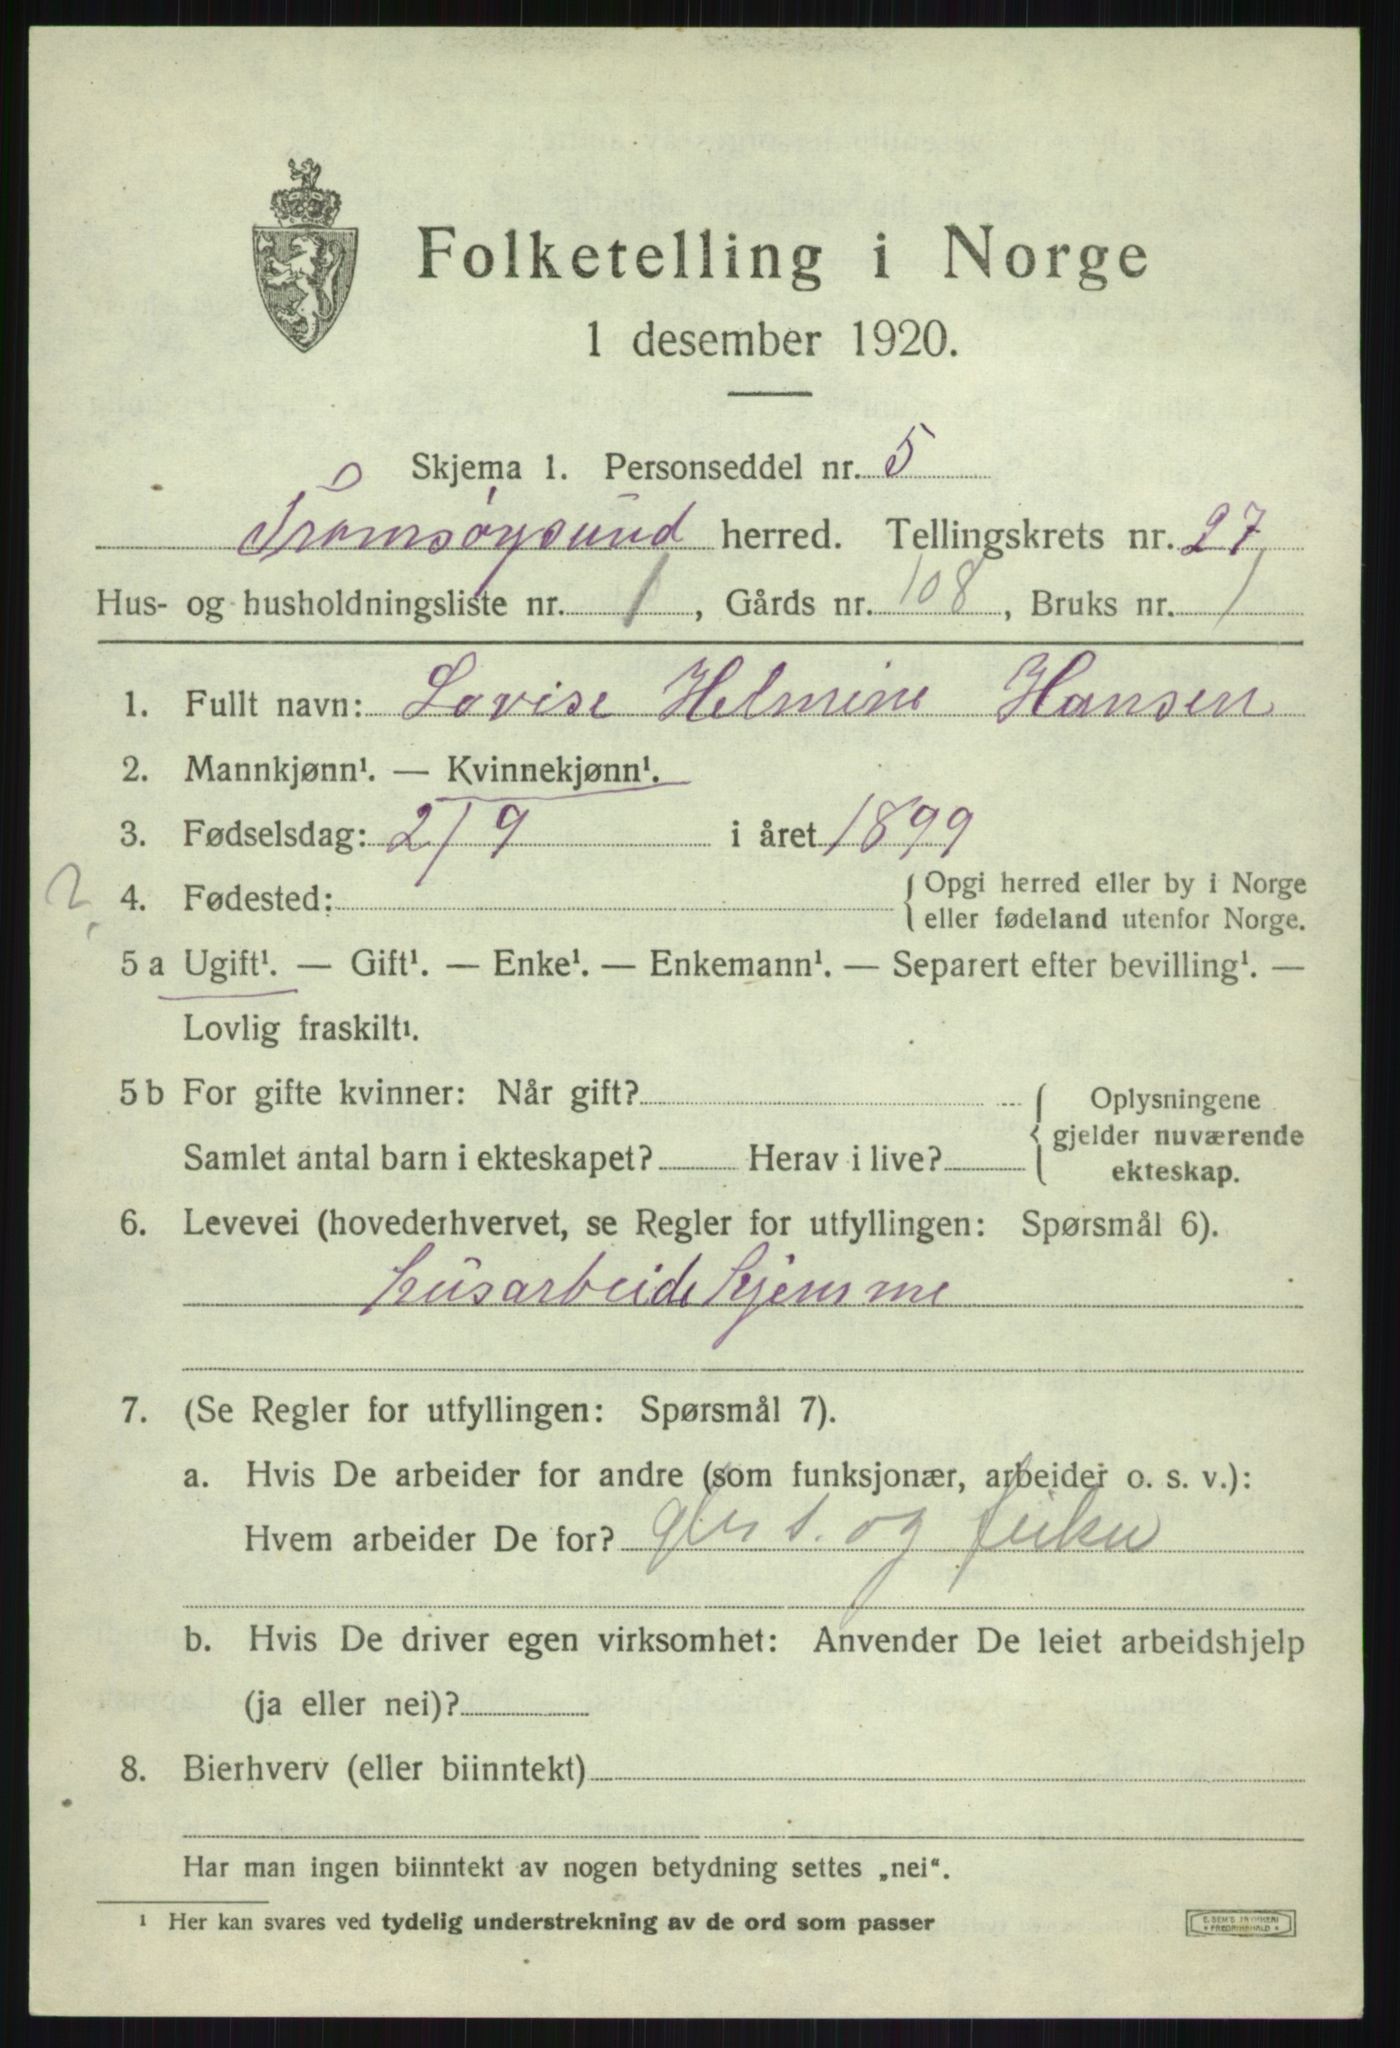 Folketelling i Norge
1 desember 1920.
Skjema 1. Personseddel nr. 5
Tromsøysund herred. Tellingskrets nr. 27
Hus- og husholdningsliste nr. 1, Gårds nr. 108, Bruks nr. 1
1. Fullt navn: Lovise Helmine Hansen
2. Mannkjønn¹. — Kvinnekjønn¹.
3. Fødselsdag: 2/9 i året 1899
? 4. Fødested: Opgi herred eller by i Norge
eller fødeland utenfor Norge.
5 a Ugift¹. — Gift¹. — Enke¹. — Enkemann¹. — Separert efter bevilling¹. —
Lovlig fraskilt¹.
5 b For gifte kvinner: Når gift? Oplysningene
gjelder nuværende
Samlet antal barn i ekteskapet? Herav i live?
ekteskap.
6. Levevei (hovederhvervet, se Regler for utfyllingen: Spørsmål 6).
husarbeide hjemme
7. (Se Regler for utfyllingen: Spørsmål 7).
a. Hvis De arbeider for andre (som funksjonær, arbeider o. s. v.):
Hvem arbeider De for? og
b. Hvis De driver egen virksomhet: Anvender De leiet arbeidshjelp
(ja eller nei)?
8. Bierhverv (eller biinntekt)
Har man ingen biinntekt av nogen betydning settes „nei“.
¹ Her kan svares ved tydelig understrekning av de ord som passer
E. SEM'S TRYKKERI
FREDRIKSHALD